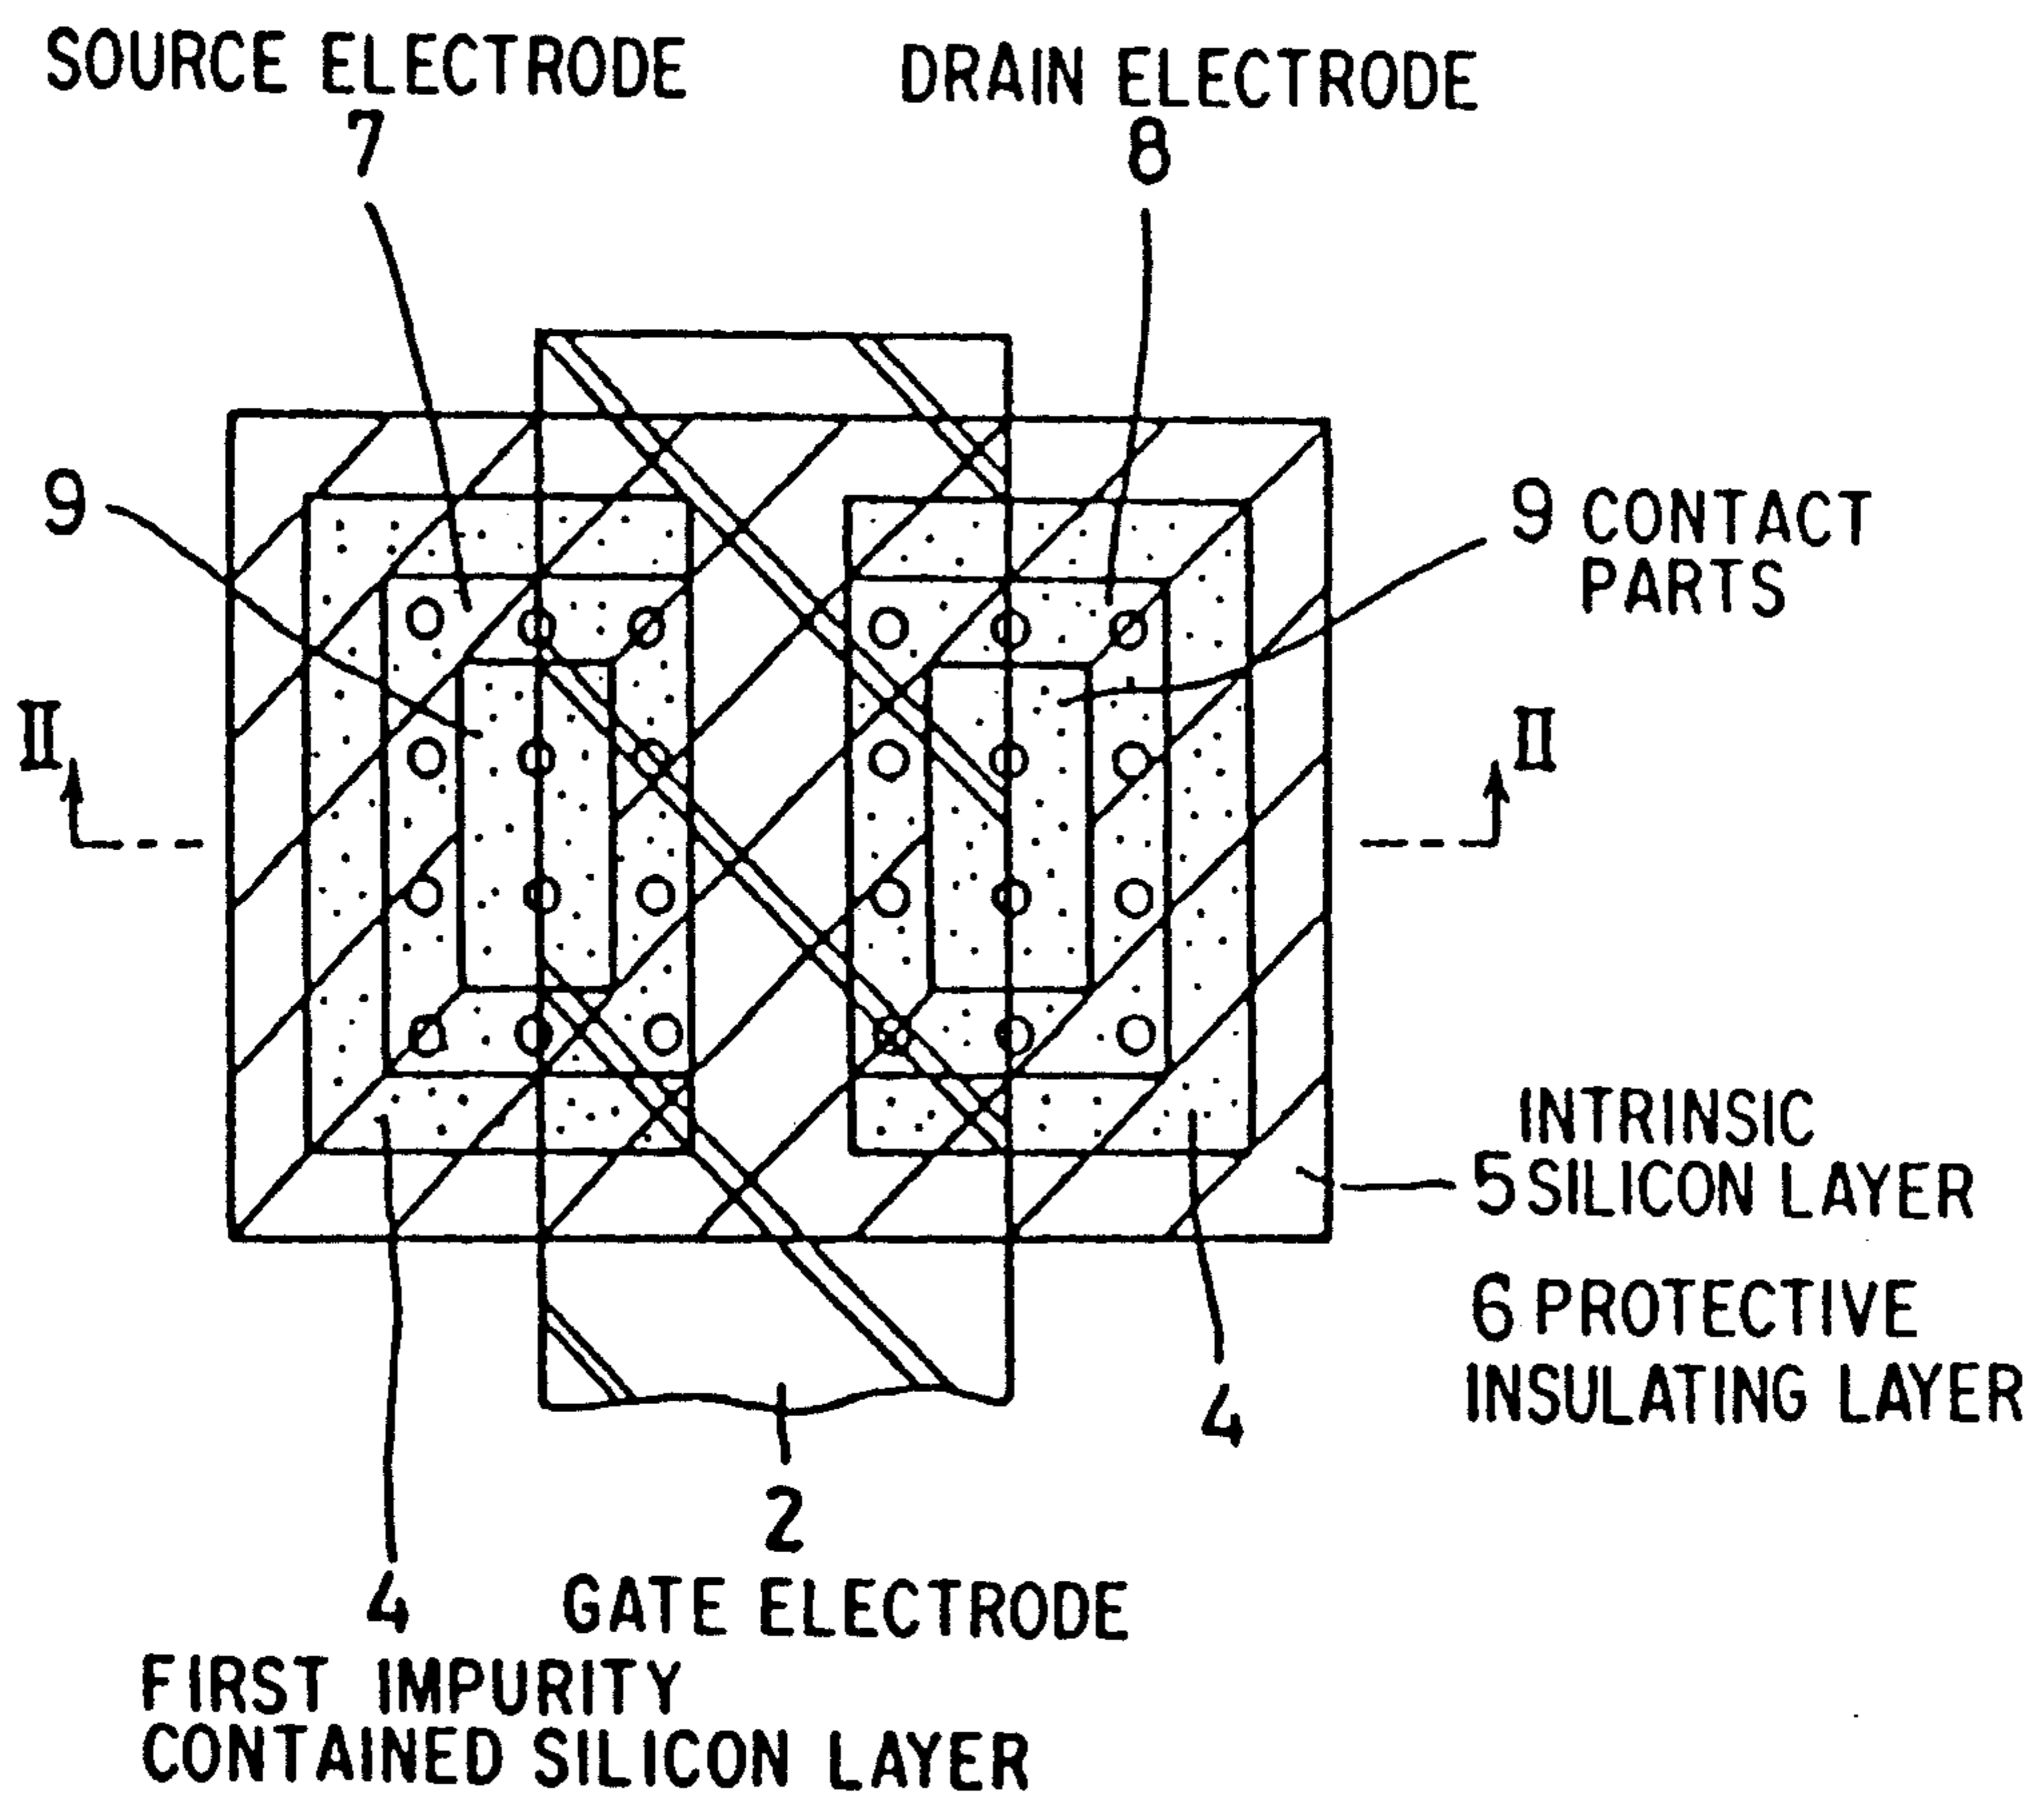 SOURCE ELECTRODE
7
DRAIN ELECTRODE
8
9
9 CONTACT
PARTS
II
II
INTRINSIC
5 SILICON LAYER
6 PROTECTIVE
INSULATING LAYER
4
2
GATE ELECTRODE
4
FIRST IMPURITY
CONTAINED SILICON LAYER